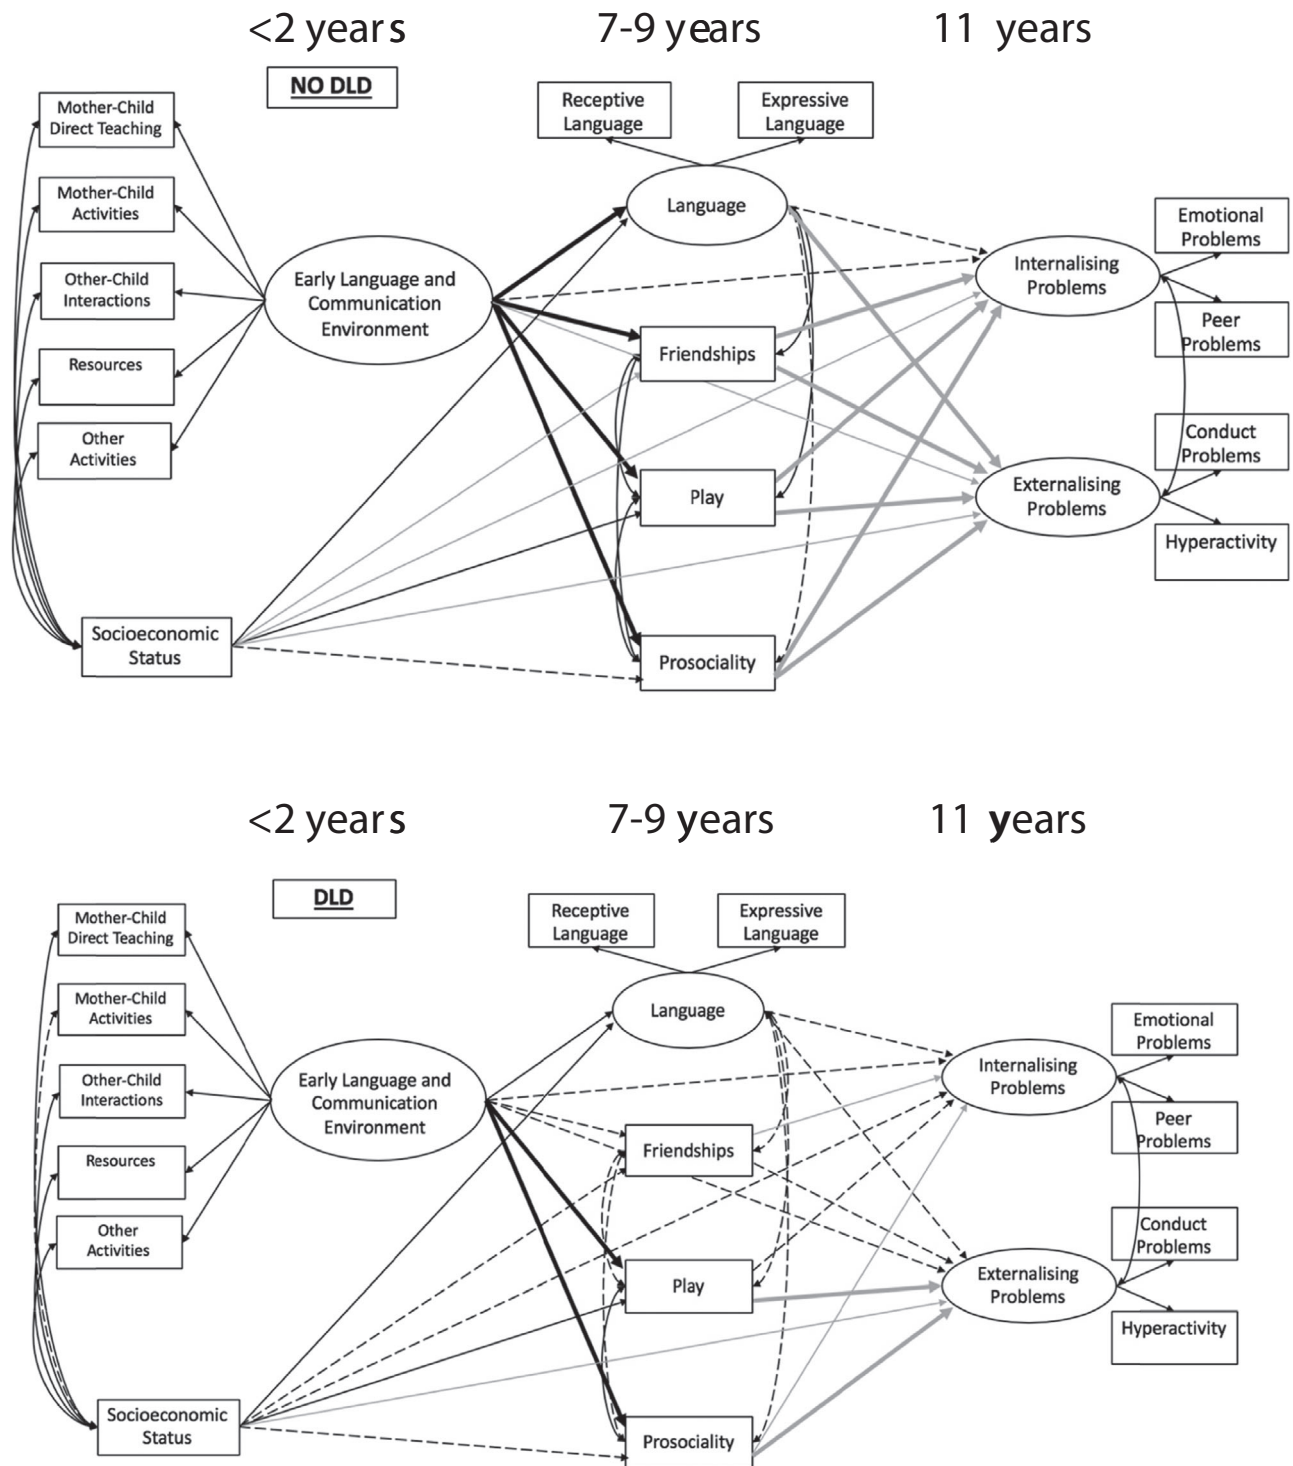 <2 years
7-9 years
11 years
NO DLD
Mother-Child
Direct Teaching
Mother-Child
Activities
Other-Child
Interactions
Resources
Other
Activities
Early Language and
Communication
Environment
Socioeconomic
Status
Receptive
Language
Expressive
Language
Language
Friendships
Play
Prosociality
Internalising
Problems
Externalising
Problems
Emotional
Problems
Peer
Problems
Conduct
Problems
Hyperactivity
<2 years
7-9 years
11 years
DLD
Mother-Child
Direct Teaching
Mother-Child
Activities
Other-Child
Interactions
Resources
Other
Activities
Early Language and
Communication
Environment
Socioeconomic
Status
Receptive
Language
Expressive
Language
Language
Friendships
Play
Prosociality
Internalising
Problems
Externalising
Problems
Emotional
Problems
Peer
Problems
Conduct
Problems
Hyperactivity